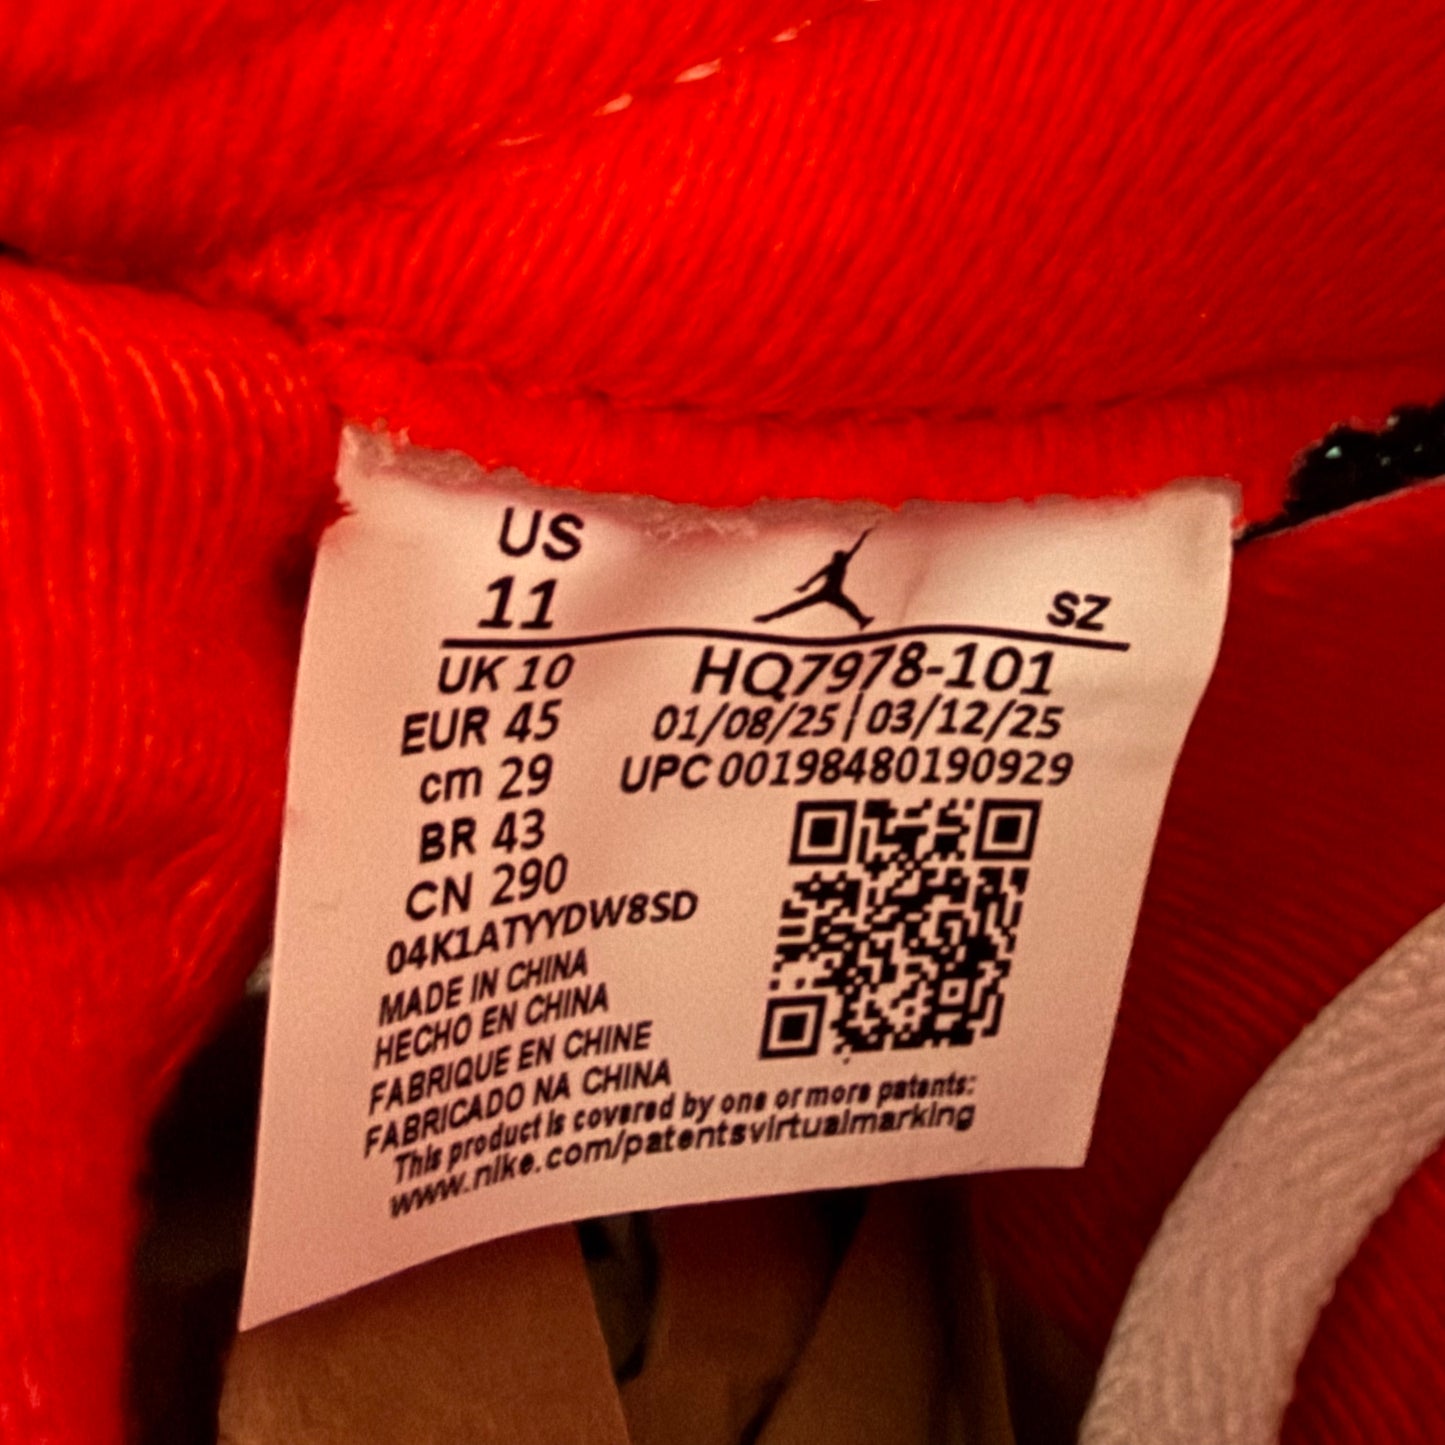 US
11
SZ
UK 10
HQ7978-101
EUR 45
01/08/25 | 03/12/25
cm 29
UPC 00198480190929
BR 43
CN 290
04K1ATYYDW8SD
MADE IN CHINA
HECHO EN CHINA
FABRIQUE EN CHINE
FABRICADO NA CHINA
This product is covered by one or more patents:
www.nike.com/patentsvirtualmarking